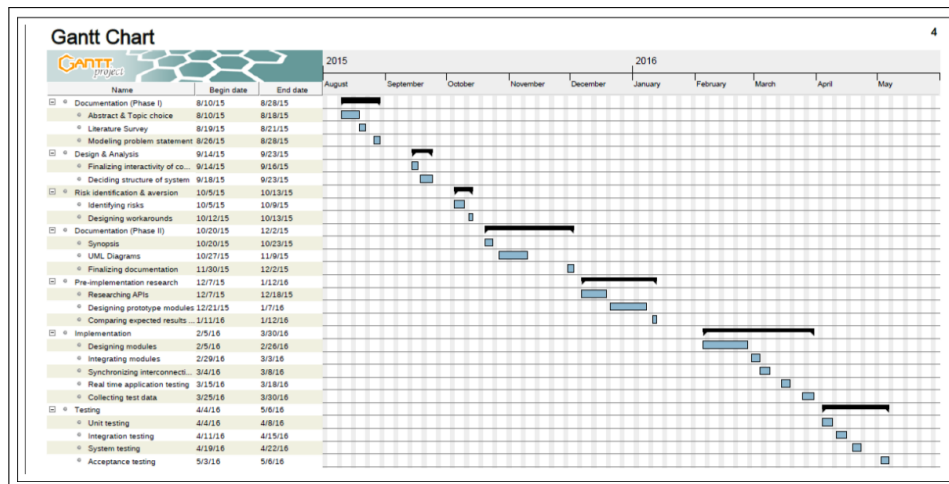 Gantt Chart
4
GANTT
project
2015 2016
Name Begin date End date August September October November December January February March April May
Documentation (Phase I) 8/10/15 8/28/15
Abstract & Topic choice 8/10/15 8/18/15
Literature Survey 8/19/15 8/21/15
Modeling problem statement 8/26/15 8/28/15
Design & Analysis 9/14/15 9/23/15
Finalizing interactivity of co... 9/14/15 9/16/15
Deciding structure of system 9/18/15 9/23/15
Risk identification & aversion 10/5/15 10/13/15
Identifying risks 10/5/15 10/9/15
Designing workarounds 10/12/15 10/13/15
Documentation (Phase II) 10/20/15 12/2/15
Synopsis 10/20/15 10/23/15
UML Diagrams 10/27/15 11/9/15
Finalizing documentation 11/30/15 12/2/15
Pre-implementation research 12/7/15 1/12/16
Researching APIs 12/7/15 12/18/15
Designing prototype modules 12/21/15 1/7/16
Comparing expected results ... 1/11/16 1/12/16
Implementation 2/5/16 3/30/16
Designing modules 2/5/16 2/26/16
Integrating modules 2/29/16 3/3/16
Synchronizing interconnecti... 3/4/16 3/8/16
Real time application testing 3/15/16 3/18/16
Collecting test data 3/25/16 3/30/16
Testing 4/4/16 5/6/16
Unit testing 4/4/16 4/8/16
Integration testing 4/11/16 4/15/16
System testing 4/19/16 4/22/16
Acceptance testing 5/3/16 5/6/16